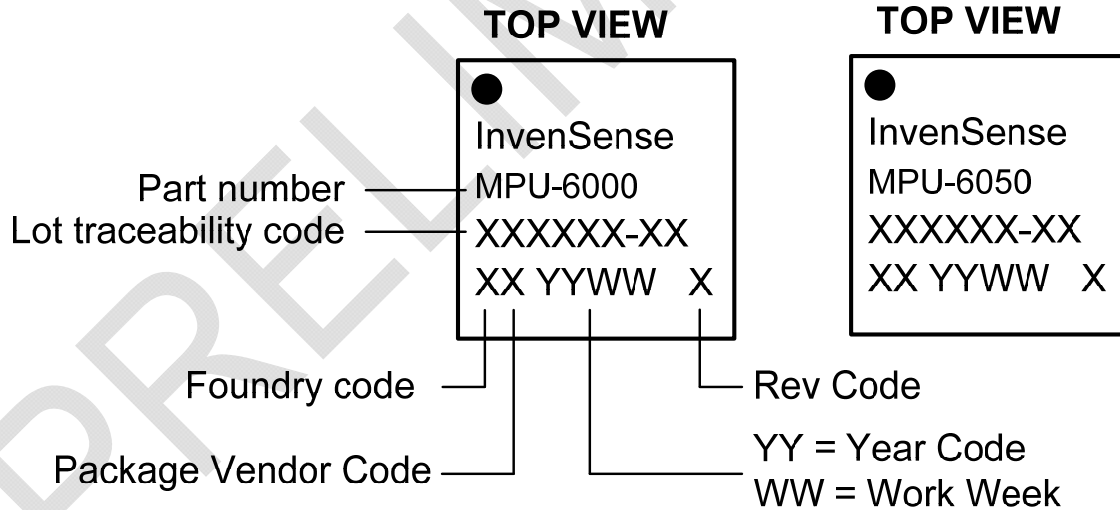 TOP VIEW
TOP VIEW
InvenSense
MPU-6000
XXXXXX-XX
XX YYWW X
InvenSense
MPU-6050
XXXXXX-XX
XX YYWW X
Part number
Lot traceability code
Foundry code
Package Vendor Code
Rev Code
YY = Year Code
WW = Work Week
PRELIM